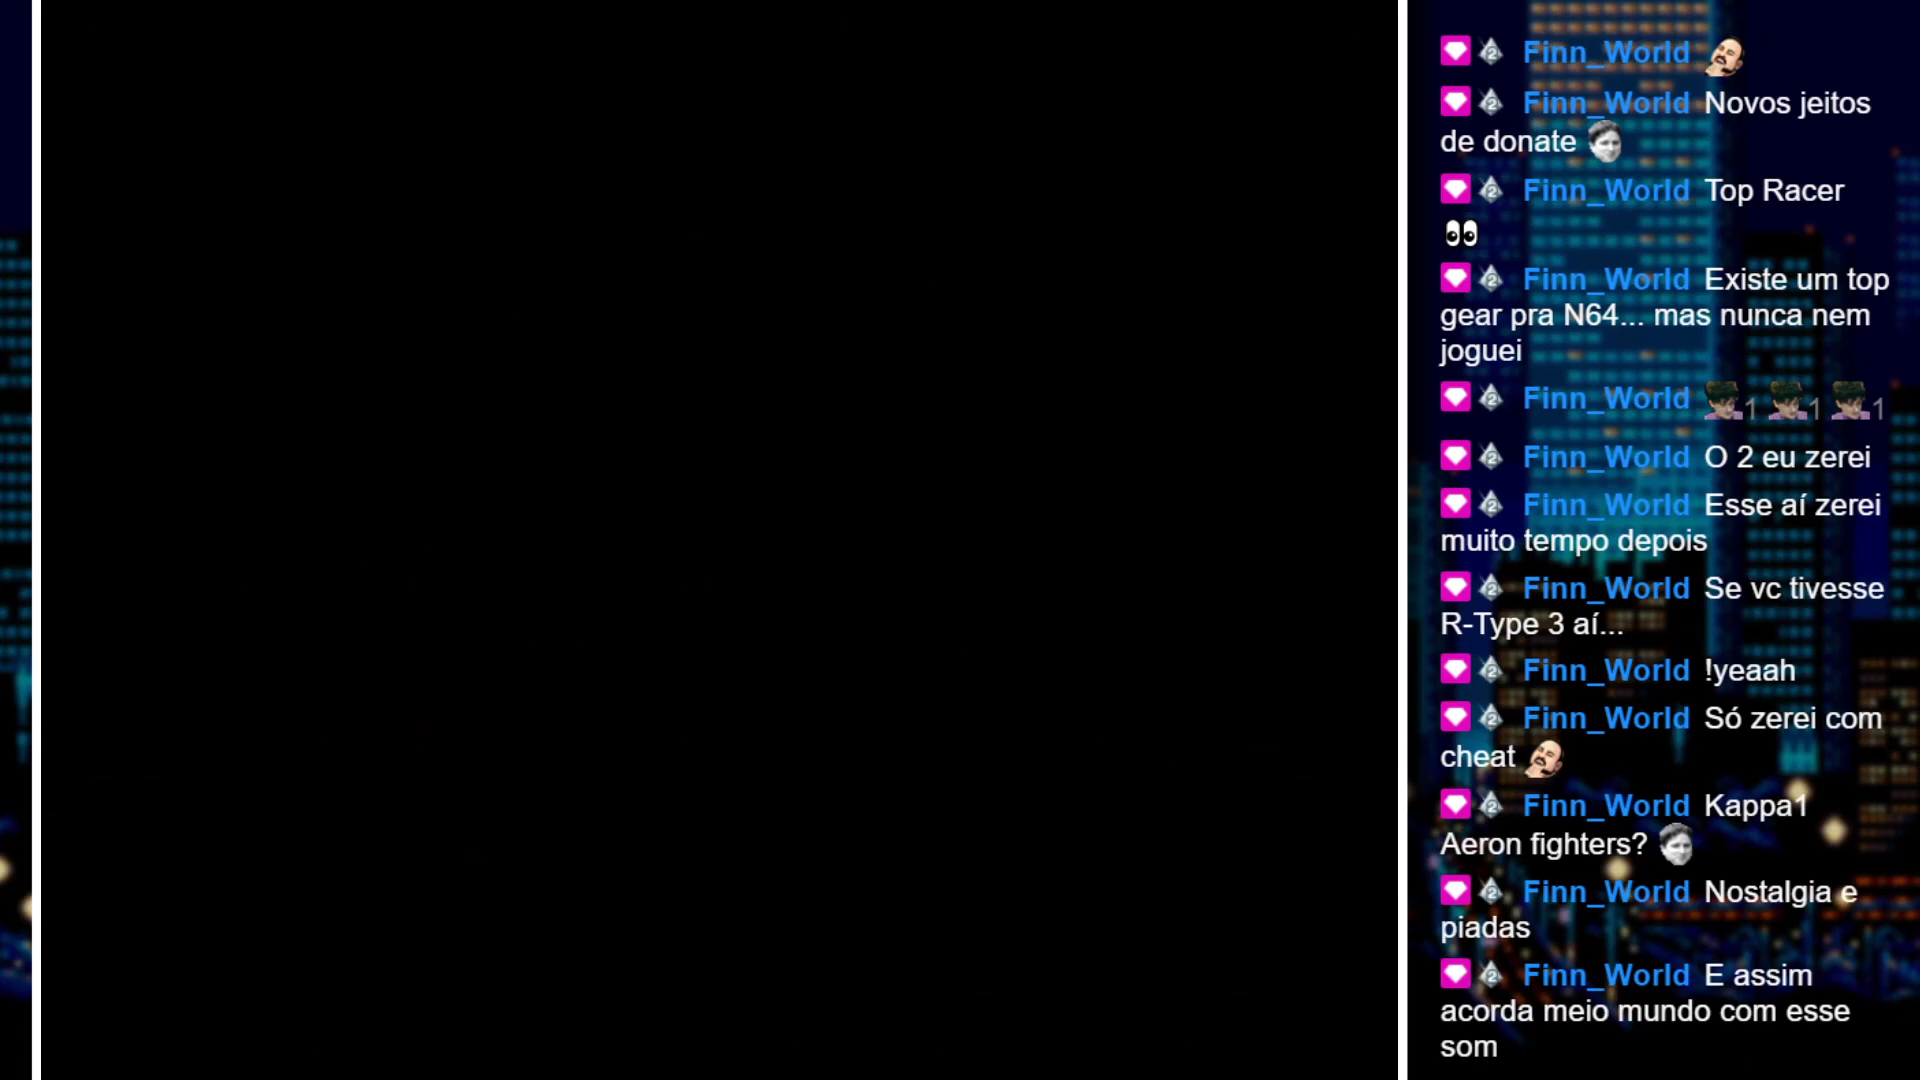 Finn_World
Finn_World Novos jeitos
de donate
Finn_World Top Racer
Finn_World Existe um top
gear pra N64... mas nunca nem
joguei
Finn_World 1 1 1
Finn_World O 2 eu zerei
Finn_World Esse aí zerei
muito tempo depois
Finn_World Se vc tivesse
R-Type 3 aí...
Finn_World !yeaah
Finn_World Só zerei com
cheat
Finn_World Kappa1
Aeron fighters?
Finn_World Nostalgia e
piadas
Finn_World E assim
acorda meio mundo com esse
som